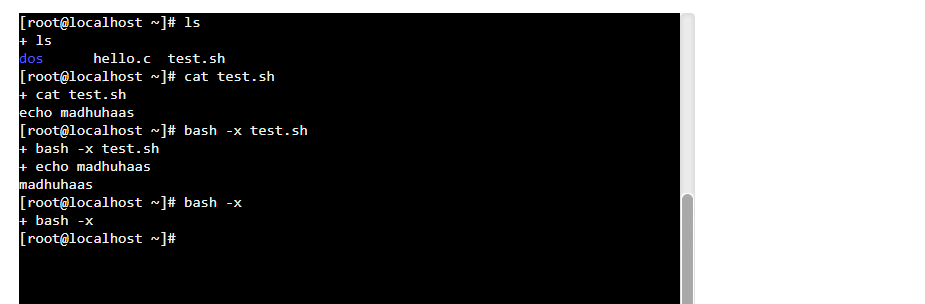 [root@localhost ~]# ls
+ ls
dos      hello.c  test.sh
[root@localhost ~]# cat test.sh
+ cat test.sh
echo madhuhaas
[root@localhost ~]# bash -x test.sh
+ bash -x test.sh
+ echo madhuhaas
madhuhaas
[root@localhost ~]# bash -x
+ bash -x
[root@localhost ~]#